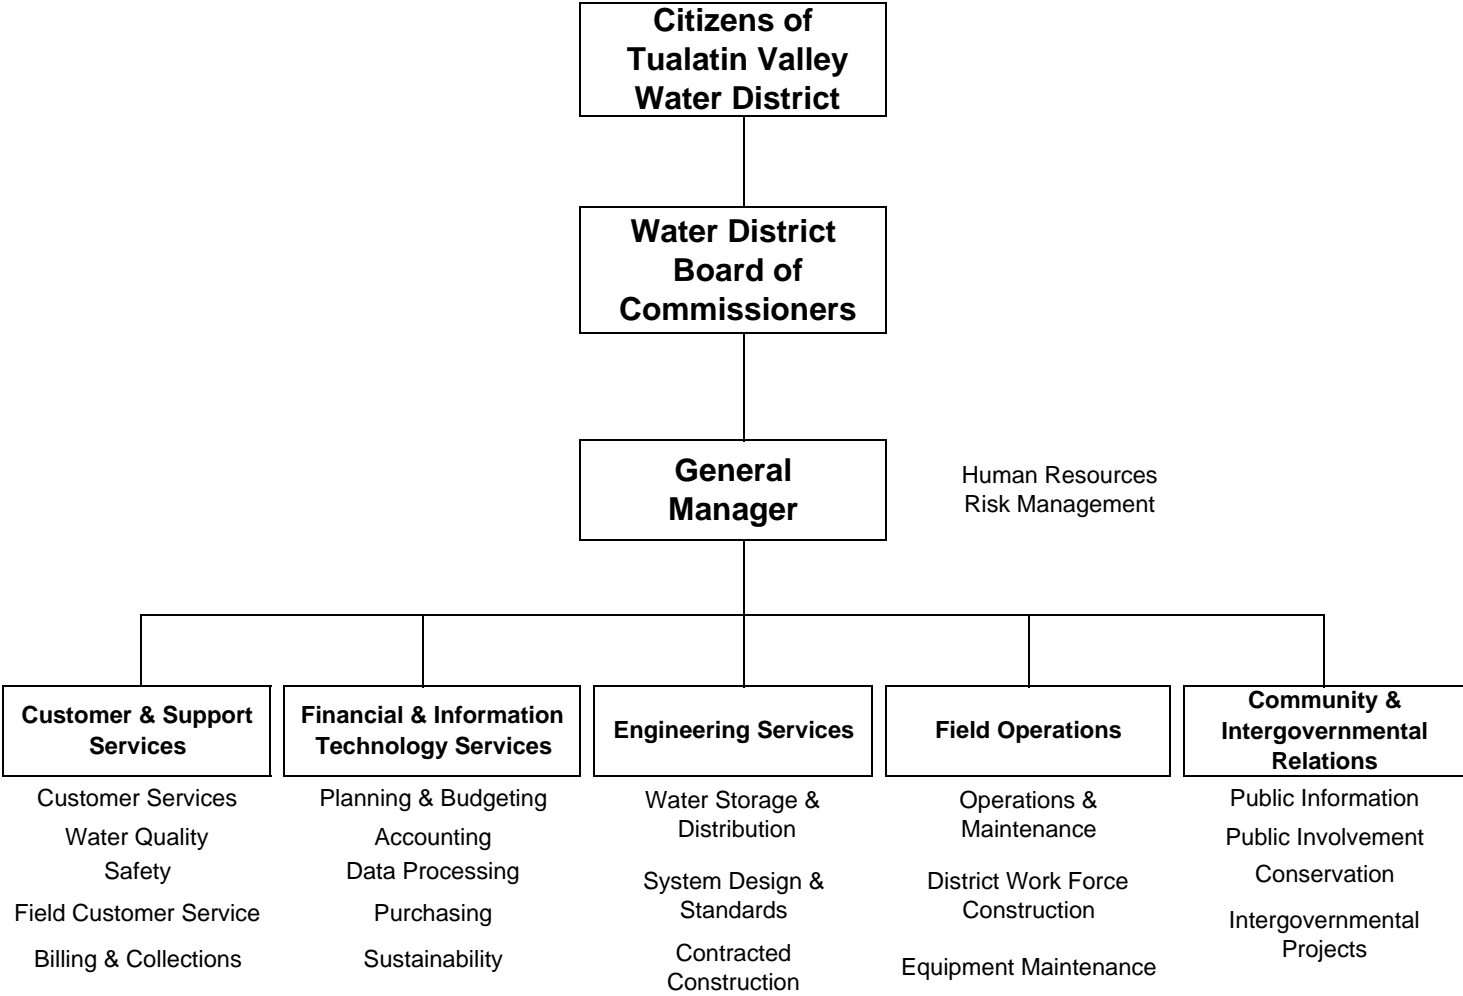 Citizens of
Tualatin Valley
Water District
Water District
Board of
Commissioners
General
Manager
Human Resources
Risk Management
Customer & Support
Services
Customer Services
Water Quality
Safety
Field Customer Service
Billing & Collections
Financial & Information
Technology Services
Planning & Budgeting
Accounting
Data Processing
Purchasing
Sustainability
Engineering Services
Water Storage &
Distribution
System Design &
Standards
Contracted
Construction
Field Operations
Operations &
Maintenance
District Work Force
Construction
Equipment Maintenance
Community &
Intergovernmental
Relations
Public Information
Public Involvement
Conservation
Intergovernmental
Projects